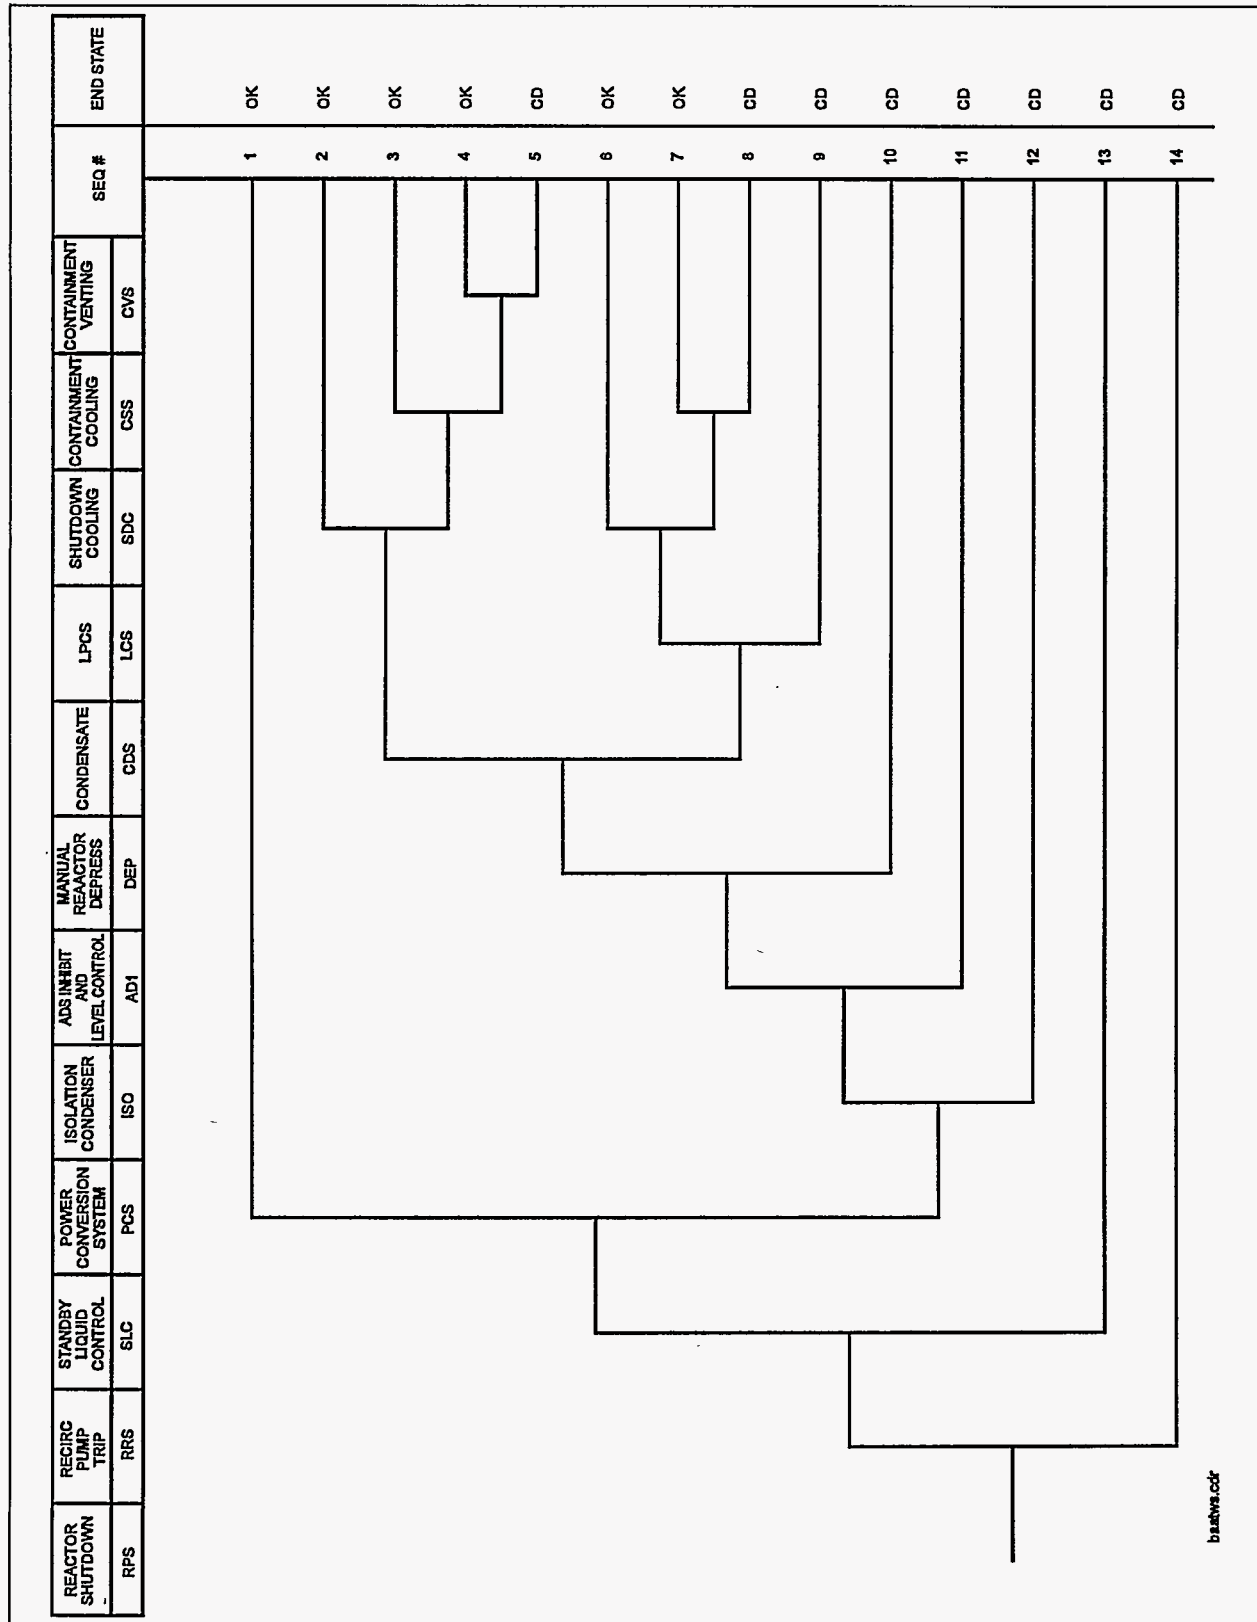 REACTOR
SHUTDOWN
RECIRC
PUMP
TRIP
STANDBY
LIQUID
CONTROL
POWER
CONVERSION
SYSTEM
ISOLATION
CONDENSER
ADS INHIBIT
AND
LEVEL CONTROL
MANUAL
REAACTOR
DEPRESS
CONDENSATE
LPCS
SHUTDOWN
COOLING
CONTAINMENT
COOLING
CONTAINMENT
VENTING
SEQ #
END STATE
RPS
RRS
SLC
PCS
ISO
AD1
DEP
CDS
LCS
SDC
CSS
CVS
1 OK
2 OK
3 OK
4 OK
5 CD
6 OK
7 OK
8 CD
9 CD
10 CD
11 CD
12 CD
13 CD
14 CD
baatws.cdr